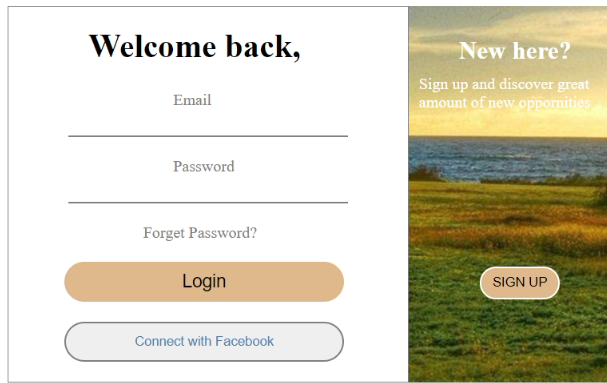 Welcome back,
Email
Password
Forget Password?
Login
Connect with Facebook
New here?
Sign up and discover great
amount of new oppornities
SIGN UP